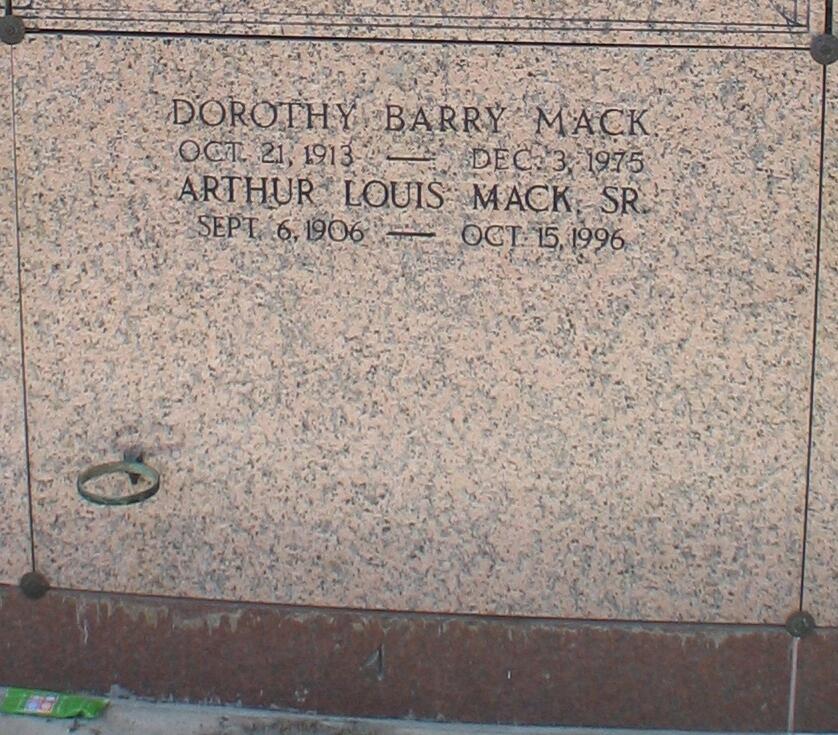 DOROTHY BARRY MACK
OCT. 21, 1913 — DEC. 3, 1975
ARTHUR LOUIS MACK, SR.
SEPT. 6, 1906 — OCT. 15, 1996